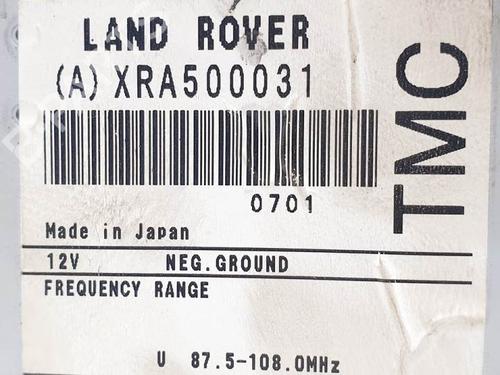 LAND ROVER
(A) XRA500031
TMC
0701
Made in Japan
12V NEG.GROUND
FREQUENCY RANGE
U 87.5-108.0MHz